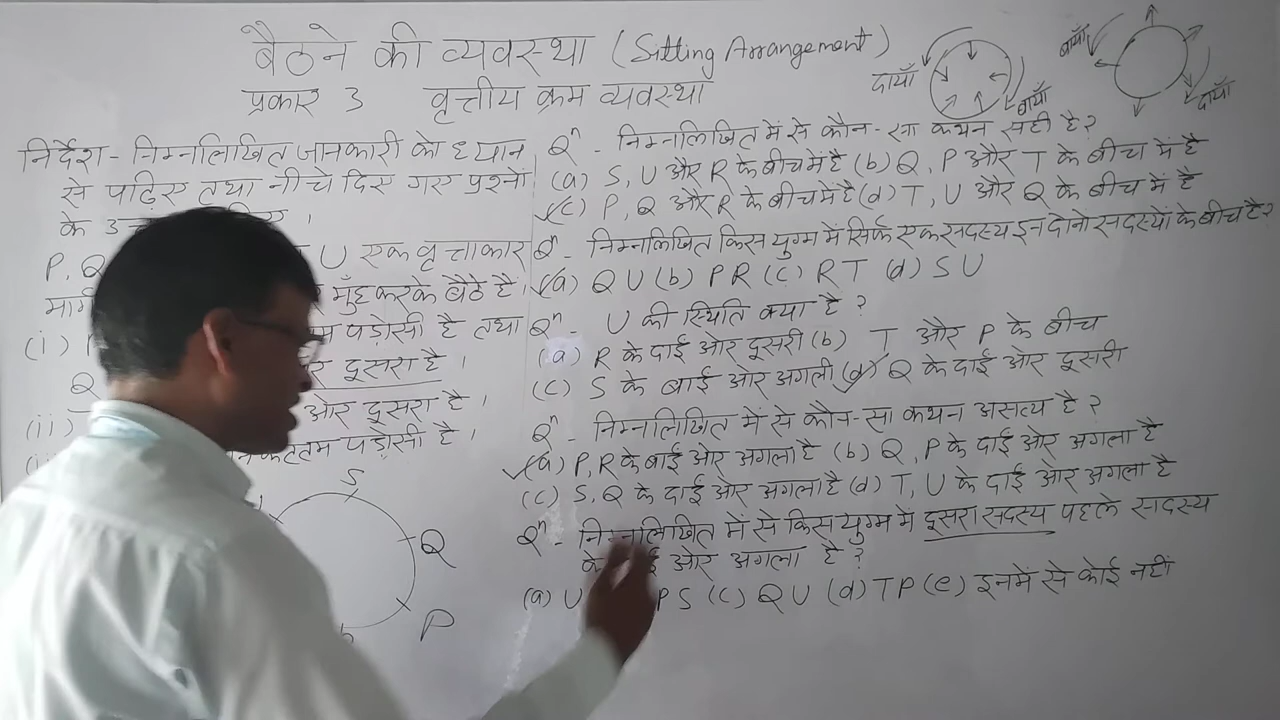 बैठने की व्यवस्था (Sitting Arrangement)
प्रकार 3 वृत्तीय क्रम व्यवस्था
दायाँ
बायाँ
बायाँ
दायाँ
निर्देश - निम्नलिखित जानकारी को ध्यान
से पढ़िए तथा नीचे दिए गए प्रश्नों
के
P, Q U एक वृत्ताकार
मुँह करके बैठे है।
(i) पड़ोसी है तथा
Q दूसरा है।
(ii) ओर दूसरा है।
पड़ोसी है।
S
Q
P
Qⁿ - निम्नलिखित में से कौन-सा कथन सही है?
(a) S, U और R के बीच में है (b) Q, P और T के बीच में है
(c) P, Q और R के बीच में है (d) T, U और Q के बीच में है
Qⁿ - निम्नलिखित किस युग्म में सिर्फ एक सदस्य इन दोनो सदस्यों के बीच है?
(a) QU (b) PR (c) RT (d) SU
Qⁿ - U की स्थिति क्या है?
(a) R के दाई ओर दूसरी (b) T और P के बीच
(c) S के बाई ओर अगली (d) Q के दाई ओर दूसरी
Qⁿ - निम्नलिखित में से कौन-सा कथन असत्य है?
(a) P, R के बाई ओर अगला है (b) Q, P के दाई ओर अगला है
(c) S, Q के दाई ओर अगला है (d) T, U के दाई ओर अगला है
Qⁿ - निम्नलिखित में से किस युग्म मे दूसरा सदस्य पहले सदस्य
के ओर अगला है?
(a) U PS (c) QU (d) TP (e) इनमें से कोई नहीं